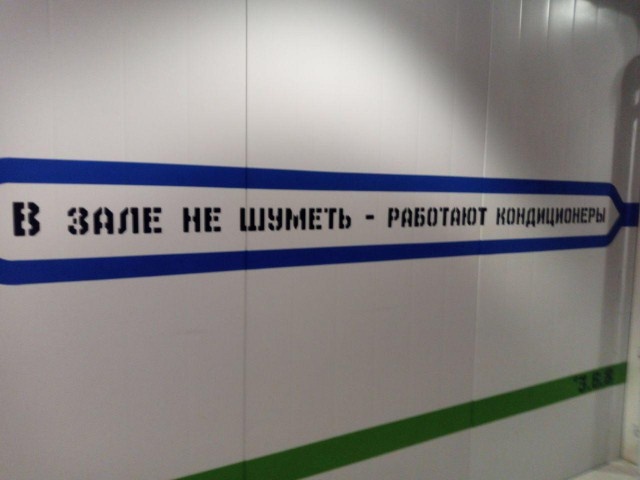 В ЗАЛЕ НЕ ШУМЕТЬ - РАБОТАЮТ КОНДИЦИОНЕРЫ